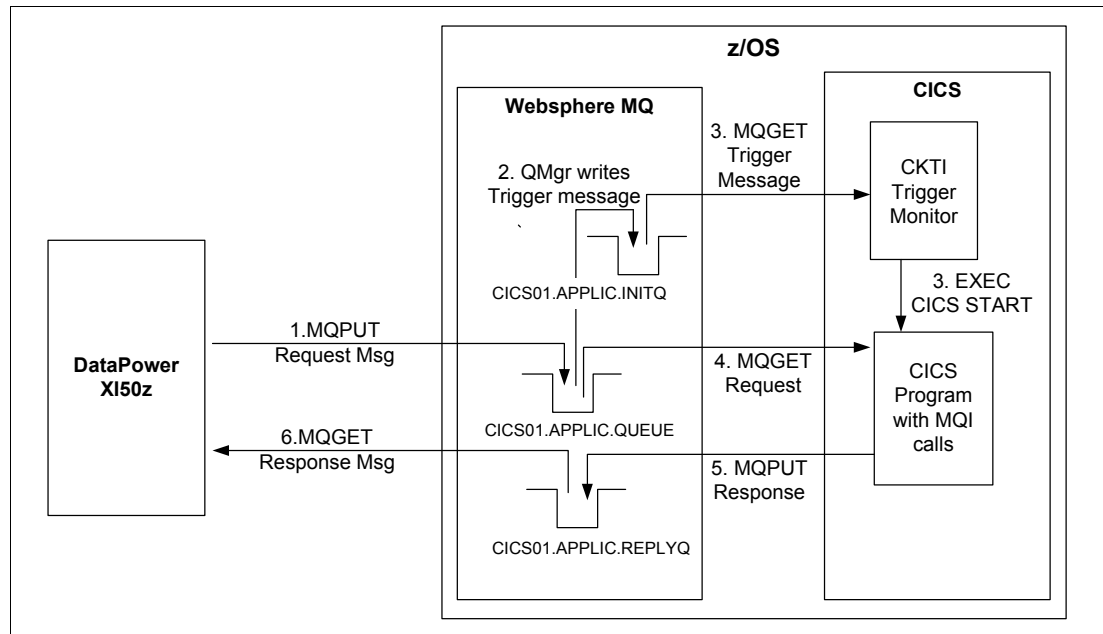 z/OS
Websphere MQ
CICS
3. MQGET
Trigger
Message
CKTI
Trigger
Monitor
2. QMgr writes
Trigger message
`
CICS01.APPLIC.INITQ
3. EXEC
CICS START
DataPower
XI50z
1.MQPUT
Request Msg
4. MQGET
Request
CICS
Program
with MQI
calls
CICS01.APPLIC.QUEUE
6.MQGET
Response Msg
5. MQPUT
Response
CICS01.APPLIC.REPLYQ